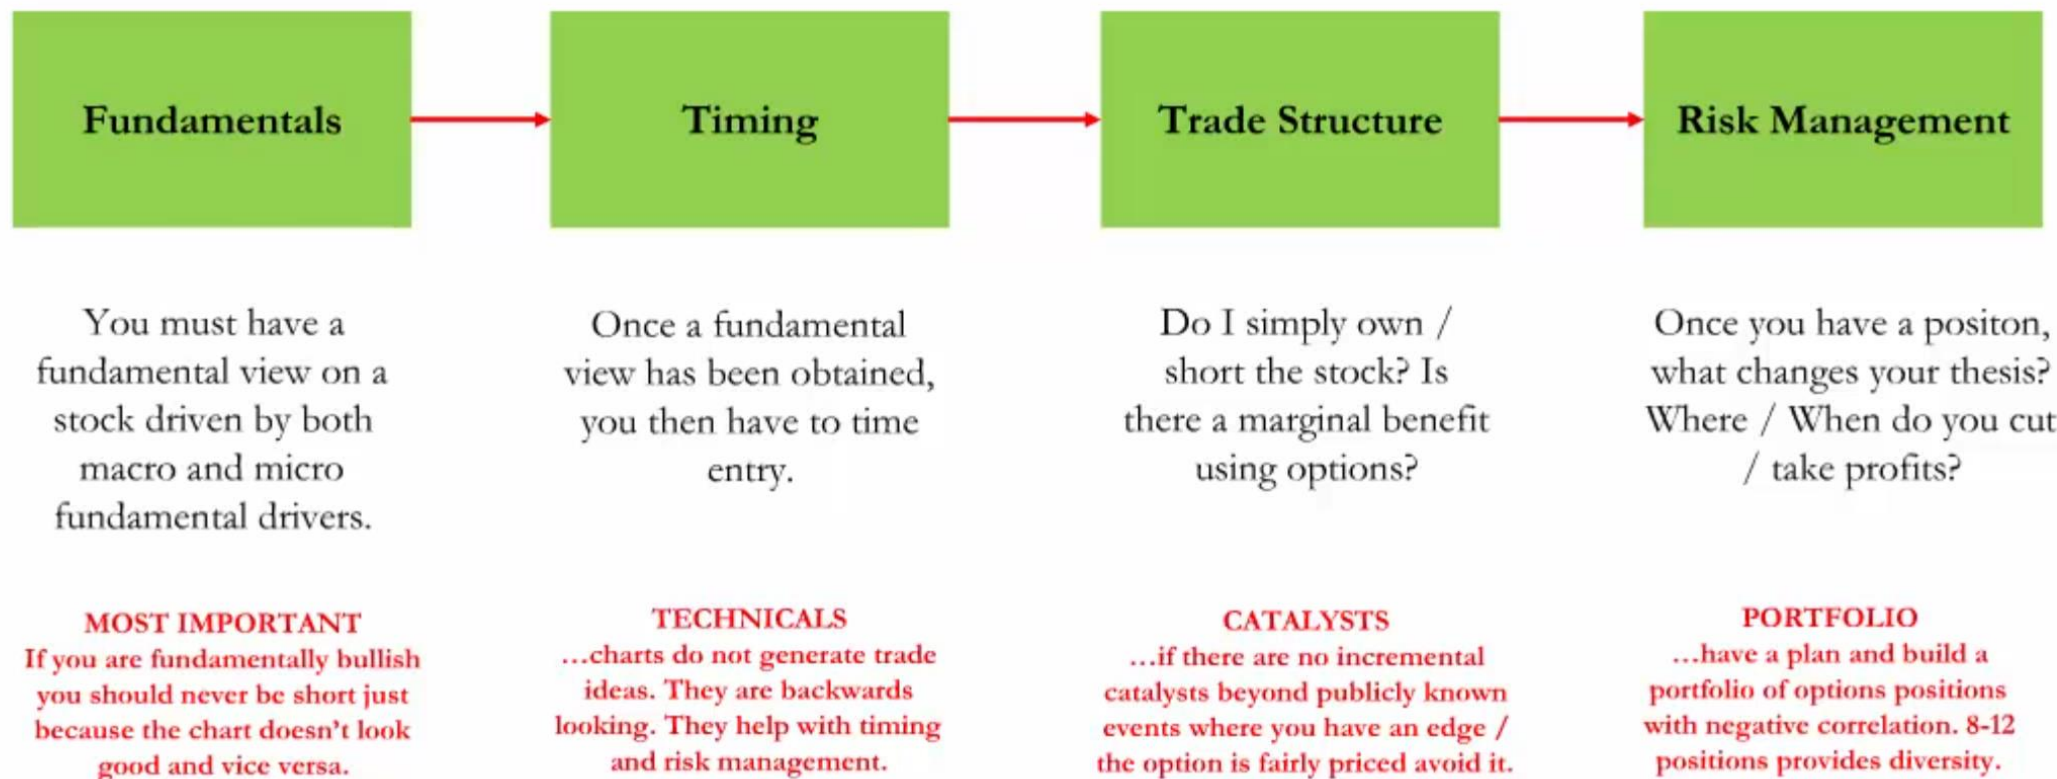 Fundamentals
Timing
Trade Structure
Risk Management
You must have a
fundamental view on a
stock driven by both
macro and micro
fundamental drivers.
Once a fundamental
view has been obtained,
you then have to time
entry.
Do I simply own /
short the stock? Is
there a marginal benefit
using options?
Once you have a positon,
what changes your thesis?
Where / When do you cut
/ take profits?
MOST IMPORTANT
If you are fundamentally bullish
you should never be short just
because the chart doesn't look
good and vice versa.
TECHNICALS
...charts do not generate trade
ideas. They are backwards
looking. They help with timing
and risk management.
CATALYSTS
...if there are no incremental
catalysts beyond publicly known
events where you have an edge /
the option is fairly priced avoid it.
PORTFOLIO
...have a plan and build a
portfolio of options positions
with negative correlation. 8-12
positions provides diversity.